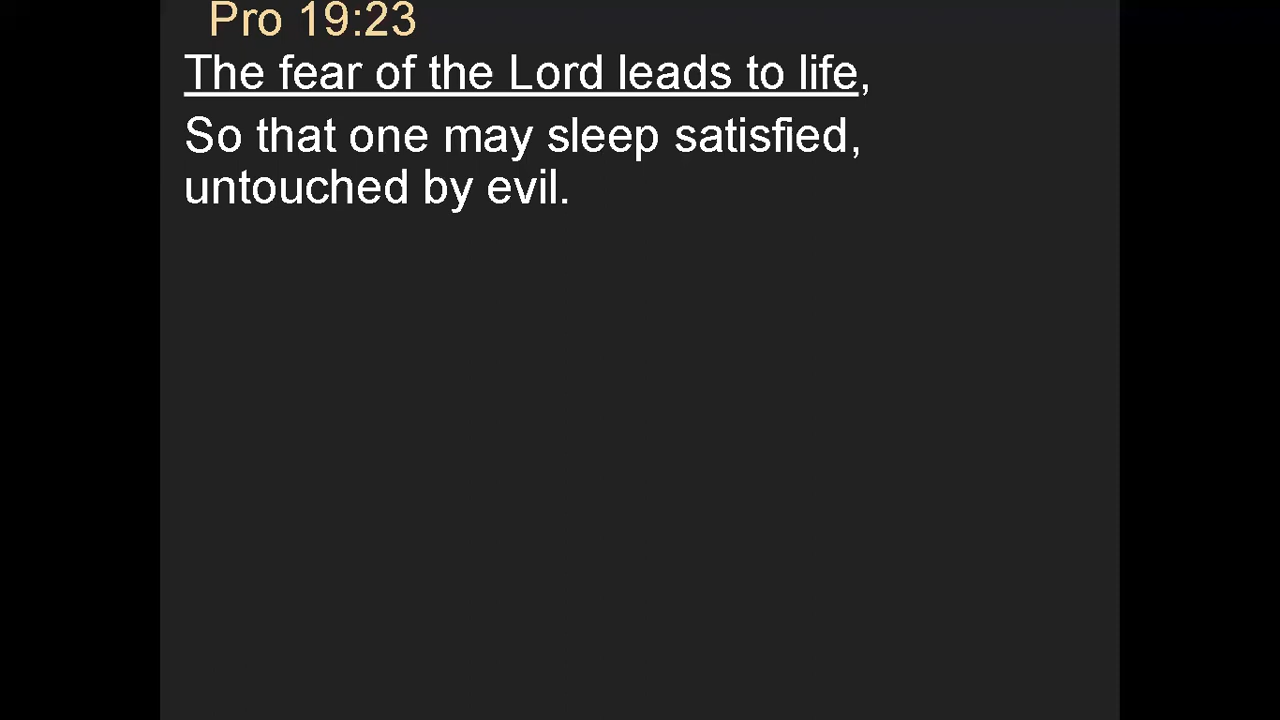 Pro 19:23
The fear of the Lord leads to life,
So that one may sleep satisfied,
untouched by evil.